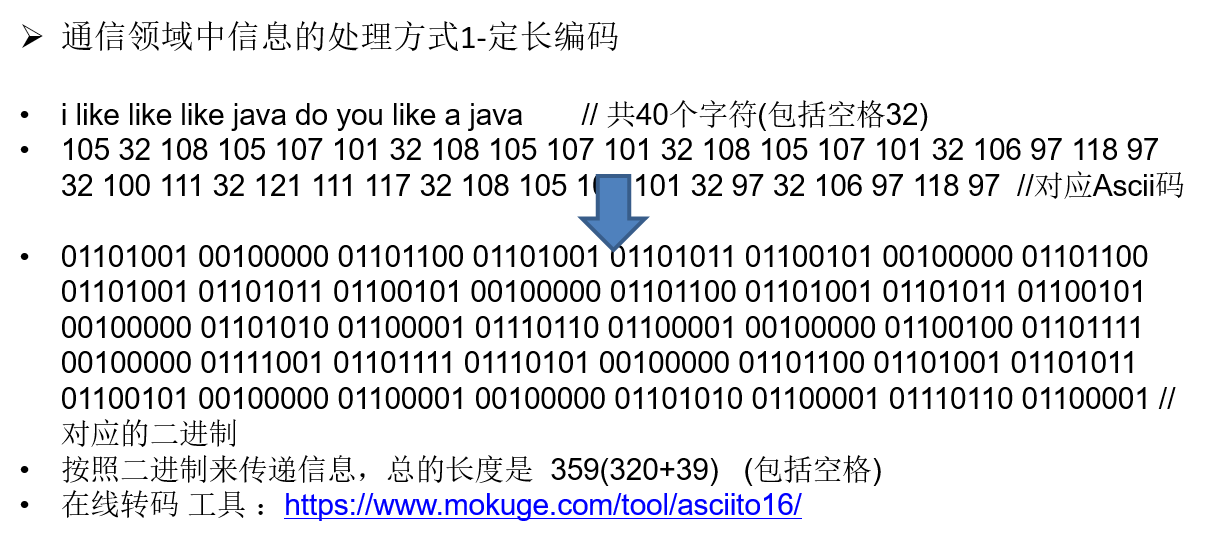 ➢ 通信领域中信息的处理方式1-定长编码
• i like like like java do you like a java // 共40个字符(包括空格32)
• 105 32 108 105 107 101 32 108 105 107 101 32 108 105 107 101 32 106 97 118 97
32 100 111 32 121 111 117 32 108 105 101 32 97 32 106 97 118 97 //对应Ascii码
• 01101001 00100000 01101100 01101001 01101011 01100101 00100000 01101100
01101001 01101011 01100101 00100000 01101100 01101001 01101011 01100101
00100000 01101010 01100001 01110110 01100001 00100000 01100100 01101111
00100000 01111001 01101111 01110101 00100000 01101100 01101001 01101011
01100101 00100000 01100001 00100000 01101010 01100001 01110110 01100001 //
对应的二进制
• 按照二进制来传递信息，总的长度是 359(320+39) (包括空格)
• 在线转码 工具 ：https://www.mokuge.com/tool/asciito16/